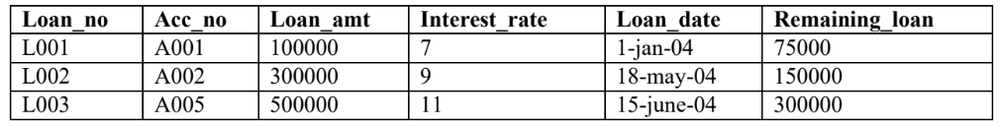 Loan_no Acc_no Loan_amt Interest_rate Loan_date Remaining_loan
L001 A001 100000 7 1-jan-04 75000
L002 A002 300000 9 18-may-04 150000
L003 A005 500000 11 15-june-04 300000